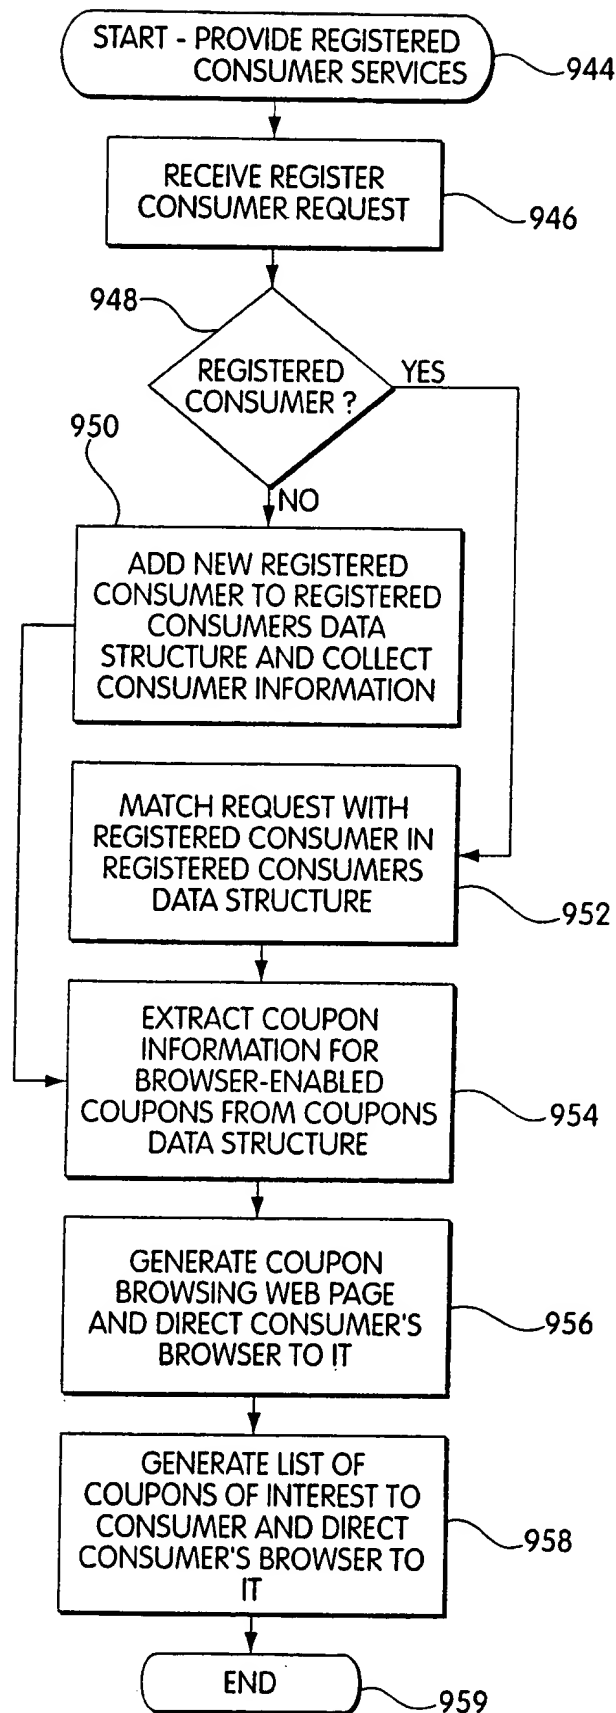 START - PROVIDE REGISTERED
CONSUMER SERVICES
944
RECEIVE REGISTER
CONSUMER REQUEST
946
948
REGISTERED
CONSUMER ?
YES
950
NO
ADD NEW REGISTERED
CONSUMER TO REGISTERED
CONSUMERS DATA
STRUCTURE AND COLLECT
CONSUMER INFORMATION
MATCH REQUEST WITH
REGISTERED CONSUMER IN
REGISTERED CONSUMERS
DATA STRUCTURE
952
EXTRACT COUPON
INFORMATION FOR
BROWSER-ENABLED
COUPONS FROM COUPONS
DATA STRUCTURE
954
GENERATE COUPON
BROWSING WEB PAGE
AND DIRECT CONSUMER'S
BROWSER TO IT
956
GENERATE LIST OF
COUPONS OF INTEREST TO
CONSUMER AND DIRECT
CONSUMER'S BROWSER TO
IT
958
END
959